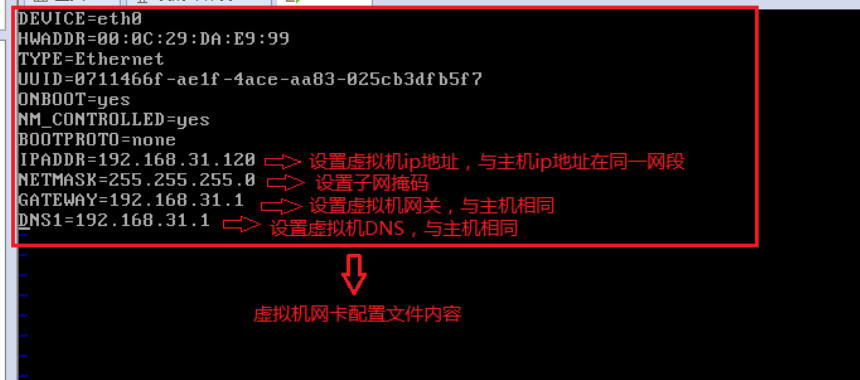 DEVICE=eth0
HWADDR=00:0C:29:DA:E9:99
TYPE=Ethernet
UUID=0711466f-ae1f-4ace-aa83-025cb3dfb5f7
ONBOOT=yes
NM_CONTROLLED=yes
BOOTPROTO=none
IPADDR=192.168.31.120 设置虚拟机ip地址，与主机ip地址在同一网段
NETMASK=255.255.255.0 设置子网掩码
GATEWAY=192.168.31.1 设置虚拟机网关，与主机相同
DNS1=192.168.31.1 设置虚拟机DNS，与主机相同
~
~
虚拟机网卡配置文件内容
~
~
~